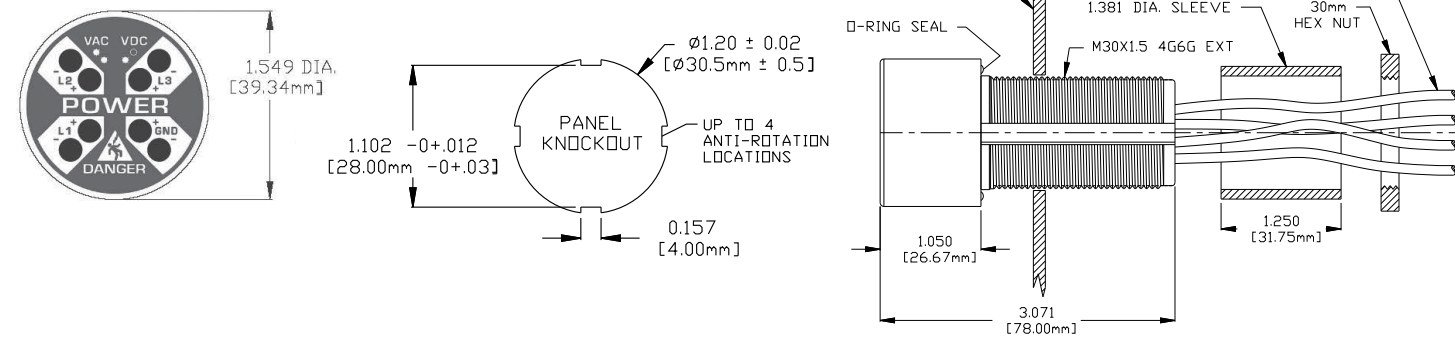 VAC VDC
- -
L2 L3
+ +
POWER
+ +
L1 GND
- -
DANGER
1.549 DIA.
[39.34mm]
Ø1.20 ± 0.02
[Ø30.5mm ± 0.5]
1.102 -0+.012
[28.00mm -0+.03]
PANEL
KNOCKOUT
UP TO 4
ANTI-ROTATION
LOCATIONS
0.157
[4.00mm]
O-RING SEAL
M30X1.5 4G6G EXT
1.381 DIA. SLEEVE
30mm
HEX NUT
1.050
[26.67mm]
1.250
[31.75mm]
3.071
[78.00mm]